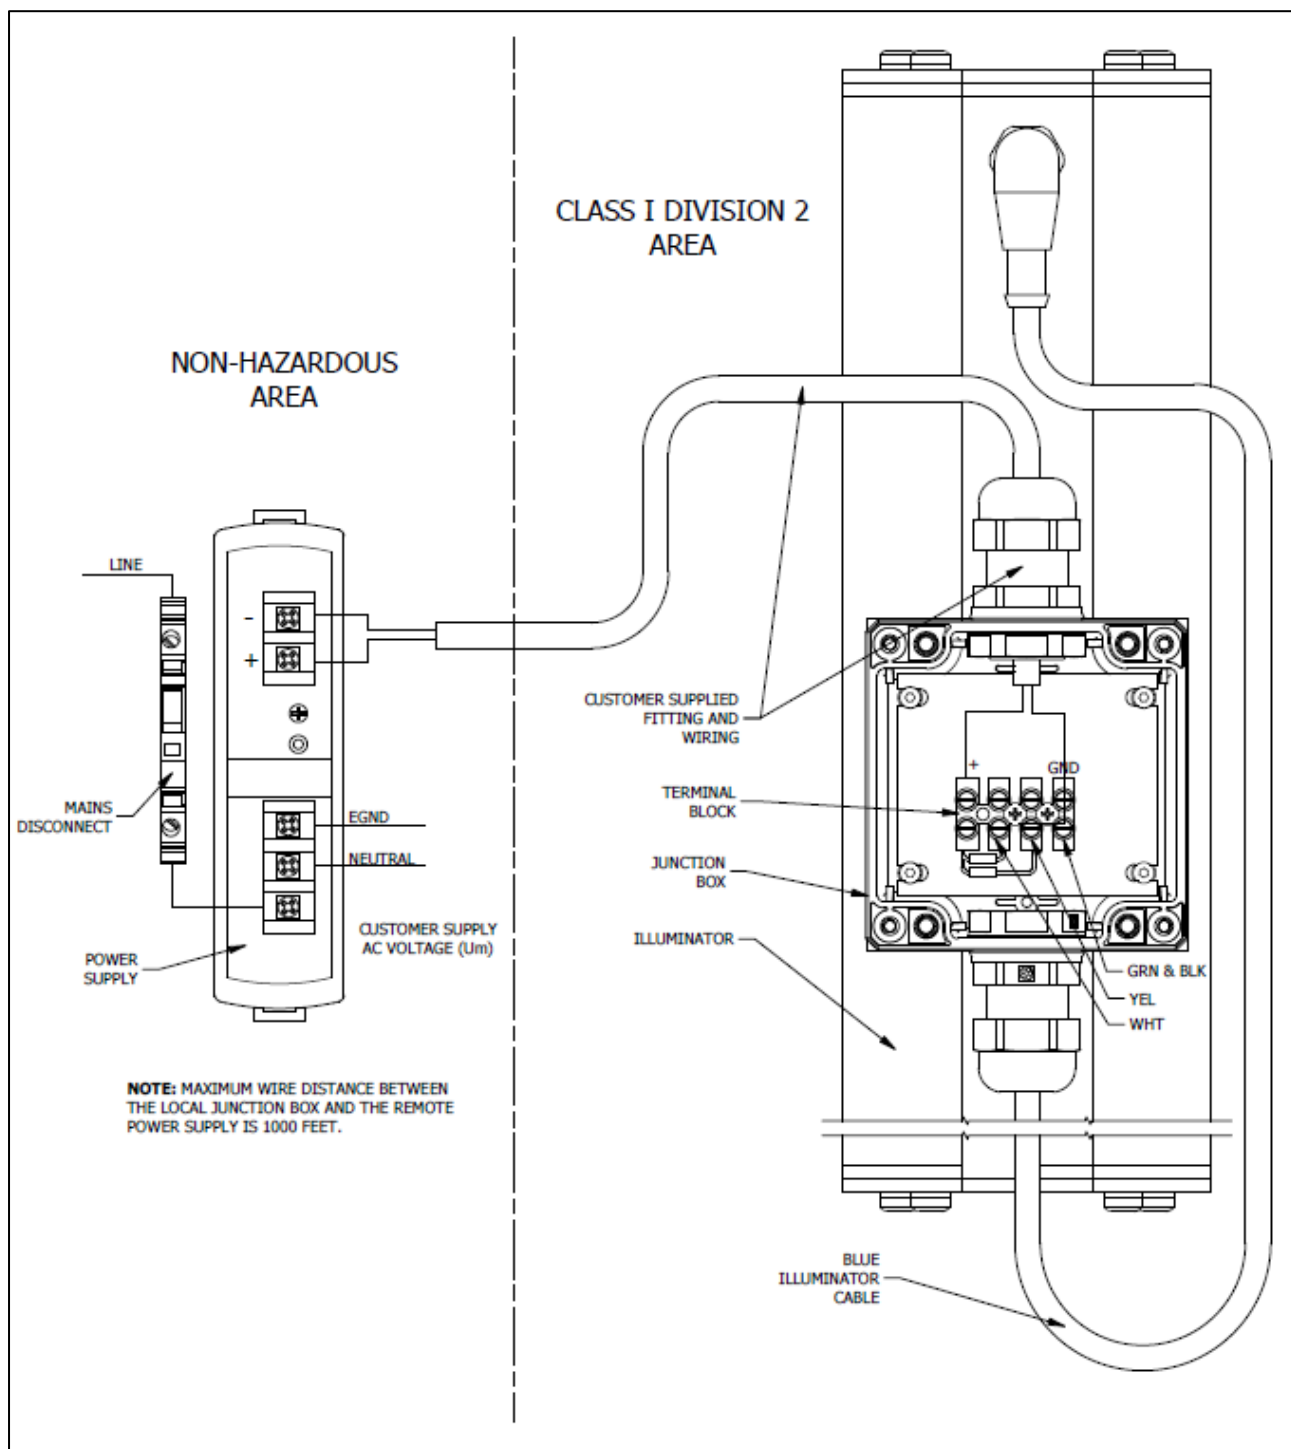 CLASS I DIVISION 2
AREA
NON-HAZARDOUS
AREA
LINE
-
+
MAINS
DISCONNECT
EGND
NEUTRAL
CUSTOMER SUPPLY
AC VOLTAGE (Um)
POWER
SUPPLY
NOTE: MAXIMUM WIRE DISTANCE BETWEEN
THE LOCAL JUNCTION BOX AND THE REMOTE
POWER SUPPLY IS 1000 FEET.
CUSTOMER SUPPLIED
FITTING AND
WIRING
+
GND
TERMINAL
BLOCK
JUNCTION
BOX
ILLUMINATOR
GRN & BLK
YEL
WHT
BLUE
ILLUMINATOR
CABLE